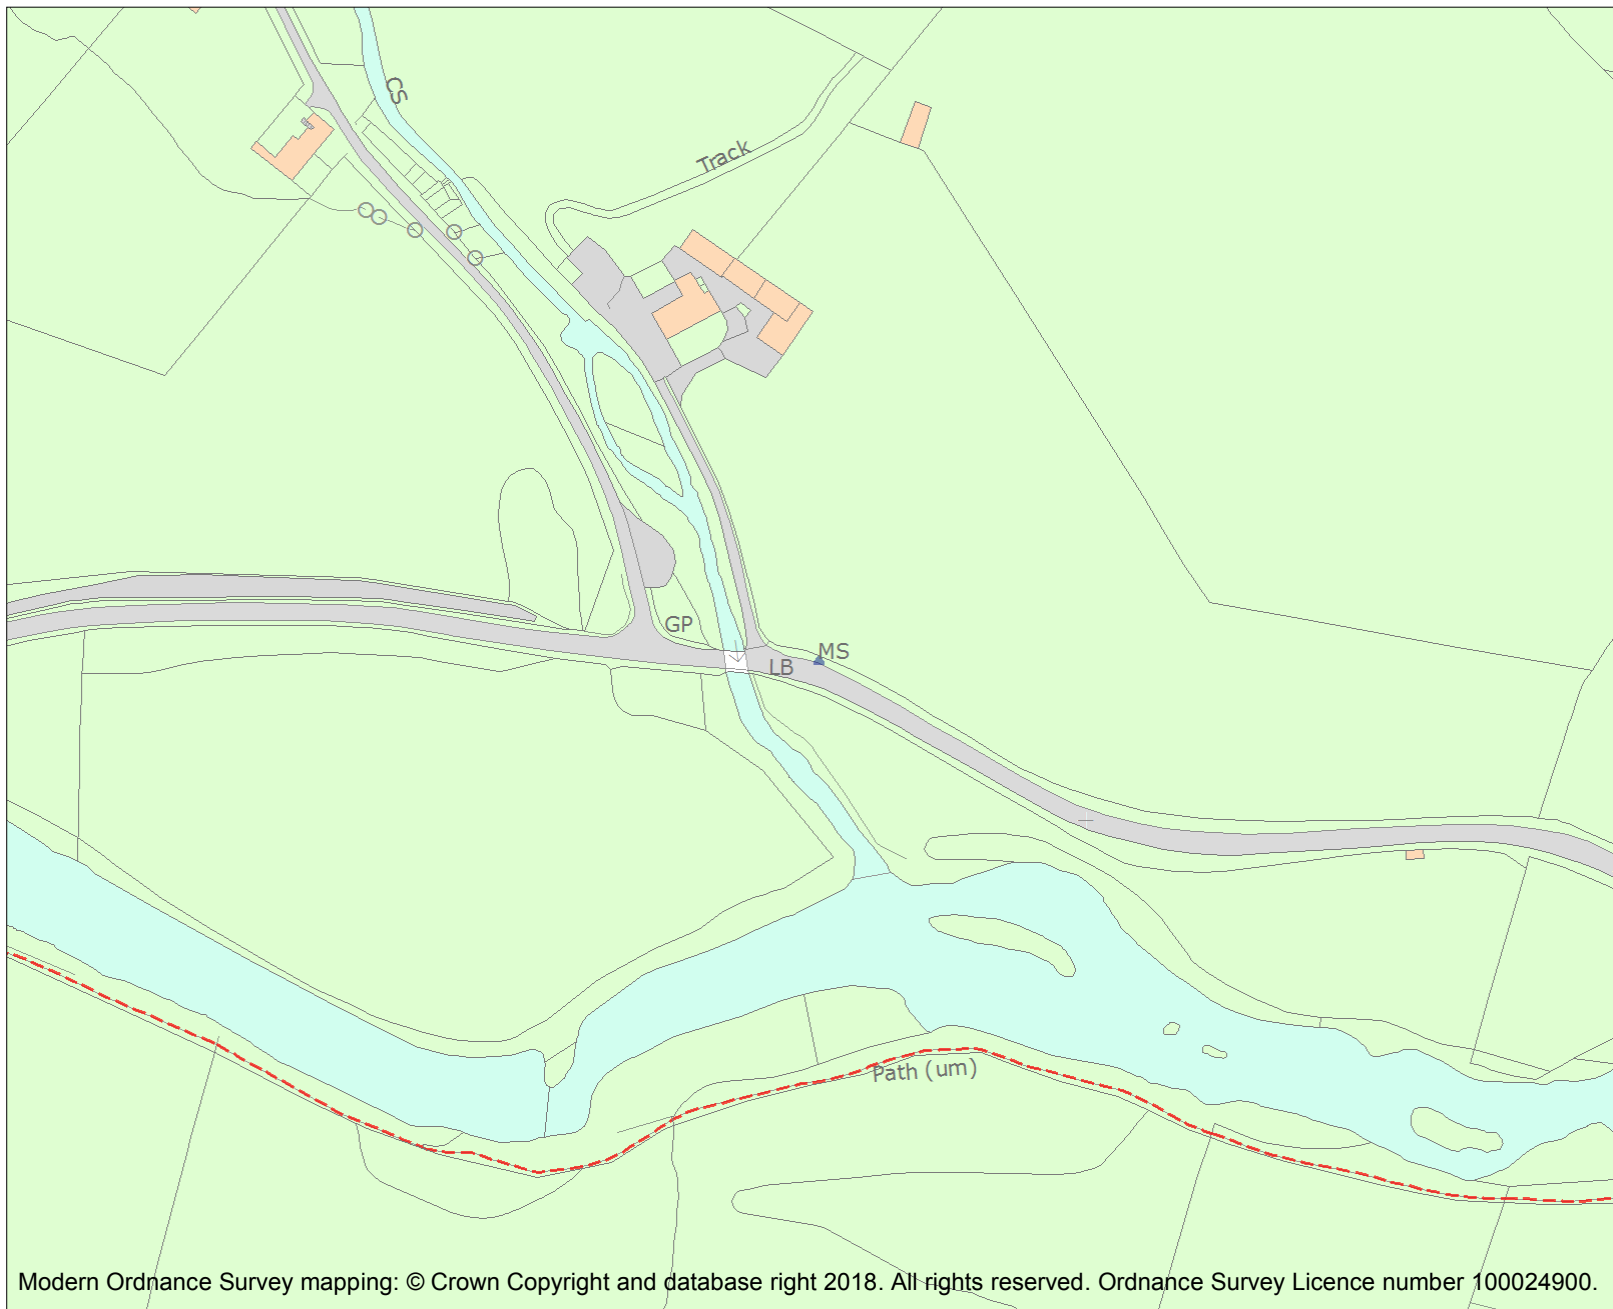 CS
Track
GP
MS
LB
Path (um)
Modern Ordnance Survey mapping: © Crown Copyright and database right 2018. All rights reserved. Ordnance Survey Licence number 100024900.